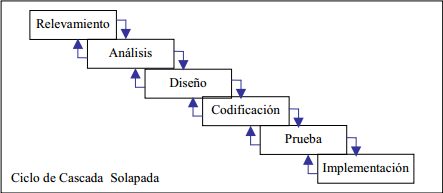 Relevamiento
Análisis
Diseño
Codificación
Prueba
Implementación
Ciclo de Cascada Solapada